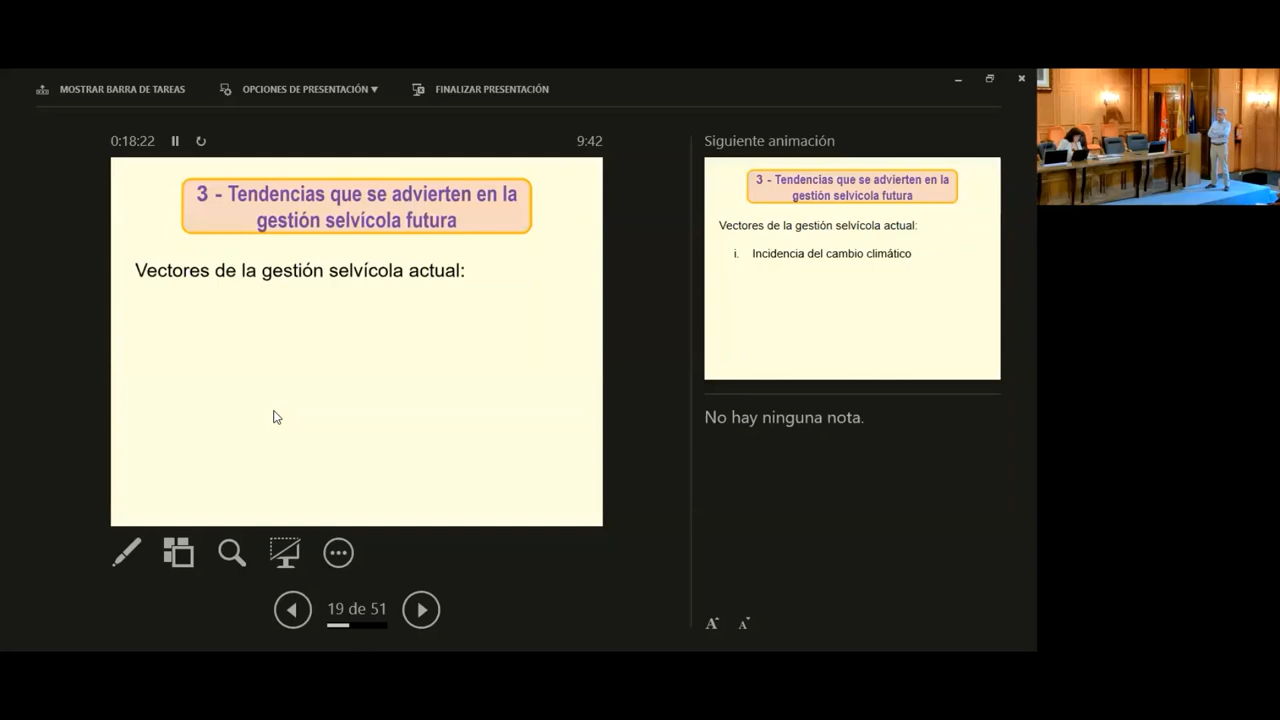 MOSTRAR BARRA DE TAREAS
OPCIONES DE PRESENTACIÓN ▼
FINALIZAR PRESENTACIÓN
0:18:22
9:42
3 - Tendencias que se advierten en la
gestión selvícola futura
Vectores de la gestión selvícola actual:
19 de 51
Siguiente animación
3 - Tendencias que se advierten en la
gestión selvícola futura
Vectores de la gestión selvícola actual:
i. Incidencia del cambio climático
No hay ninguna nota.
A A